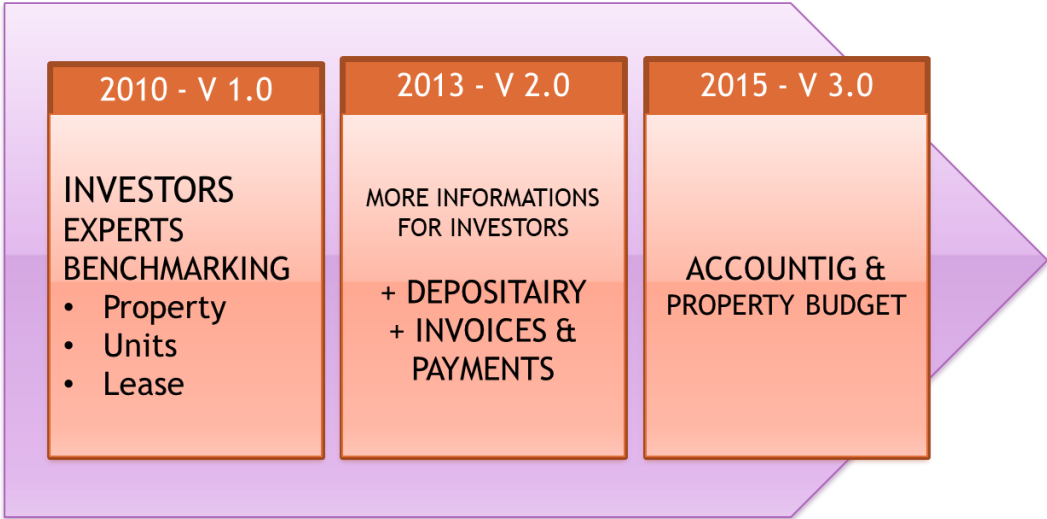 2010 - V 1.0
INVESTORS
EXPERTS
BENCHMARKING
• Property
• Units
• Lease
2013 - V 2.0
MORE INFORMATIONS
FOR INVESTORS
+ DEPOSITAIRY
+ INVOICES &
PAYMENTS
2015 - V 3.0
ACCOUNTIG &
PROPERTY BUDGET